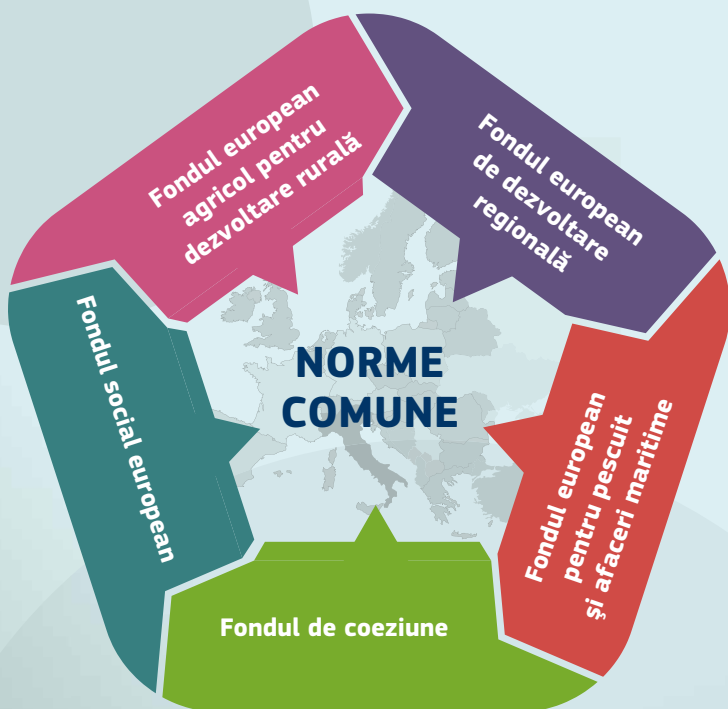 Fondul european
agricol pentru
dezvoltare rurală
Fondul european
de dezvoltare
regională
Fondul social european
NORME
COMUNE
Fondul european
pentru pescuit
și afaceri maritime
Fondul de coeziune